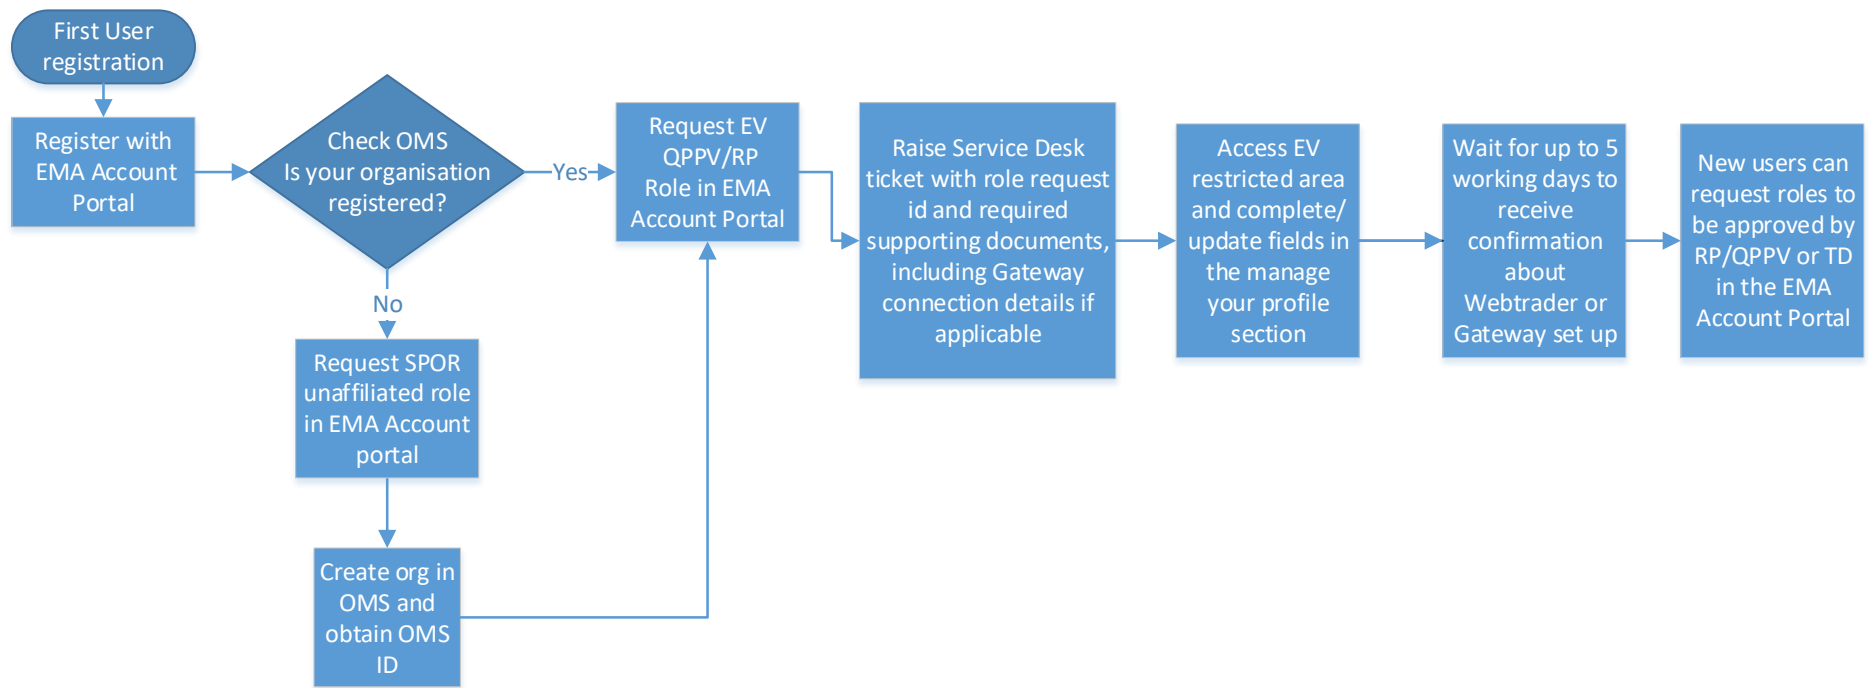 First User
registration
Register with
EMA Account
Portal
Check OMS
Is your organisation
registered?
Yes
No
Request SPOR
unaffiliated role
in EMA Account
portal
Create org in
OMS and
obtain OMS
ID
Request EV
QPPV/RP
Role in EMA
Account Portal
Raise Service Desk
ticket with role request
id and required
supporting documents,
including Gateway
connection details if
applicable
Access EV
restricted area
and complete/
update fields in
the manage
your profile
section
Wait for up to 5
working days to
receive
confirmation
about
Webtrader or
Gateway set up
New users can
request roles to
be approved by
RP/QPPV or TD
in the EMA
Account Portal